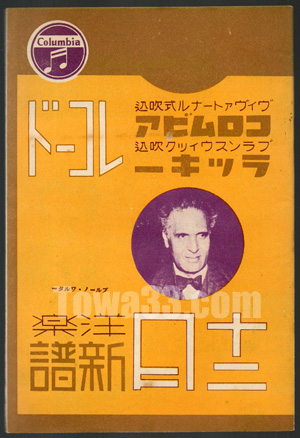 Columbia
ヴィヴァトーナル式吹込
コロムビア
ブランスウィック吹込
ラッキー
レコード
ブルーノ・ワルター
Towa33.com
十二月
洋楽
新譜